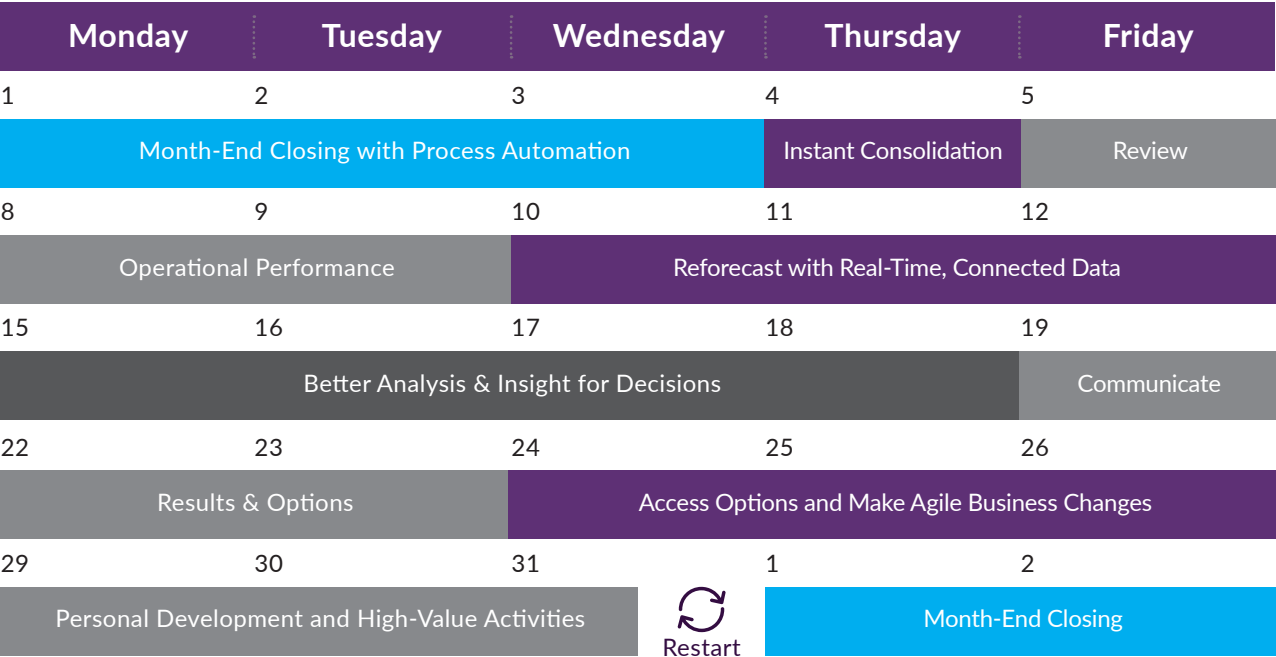 Monday Tuesday Wednesday Thursday Friday
1 2 3 4 5
Month-End Closing with Process Automation Instant Consolidation Review
8 9 10 11 12
Operational Performance Reforecast with Real-Time, Connected Data
15 16 17 18 19
Better Analysis & Insight for Decisions Communicate
22 23 24 25 26
Results & Options Access Options and Make Agile Business Changes
29 30 31 1 2
Personal Development and High-Value Activities Month-End Closing
Restart